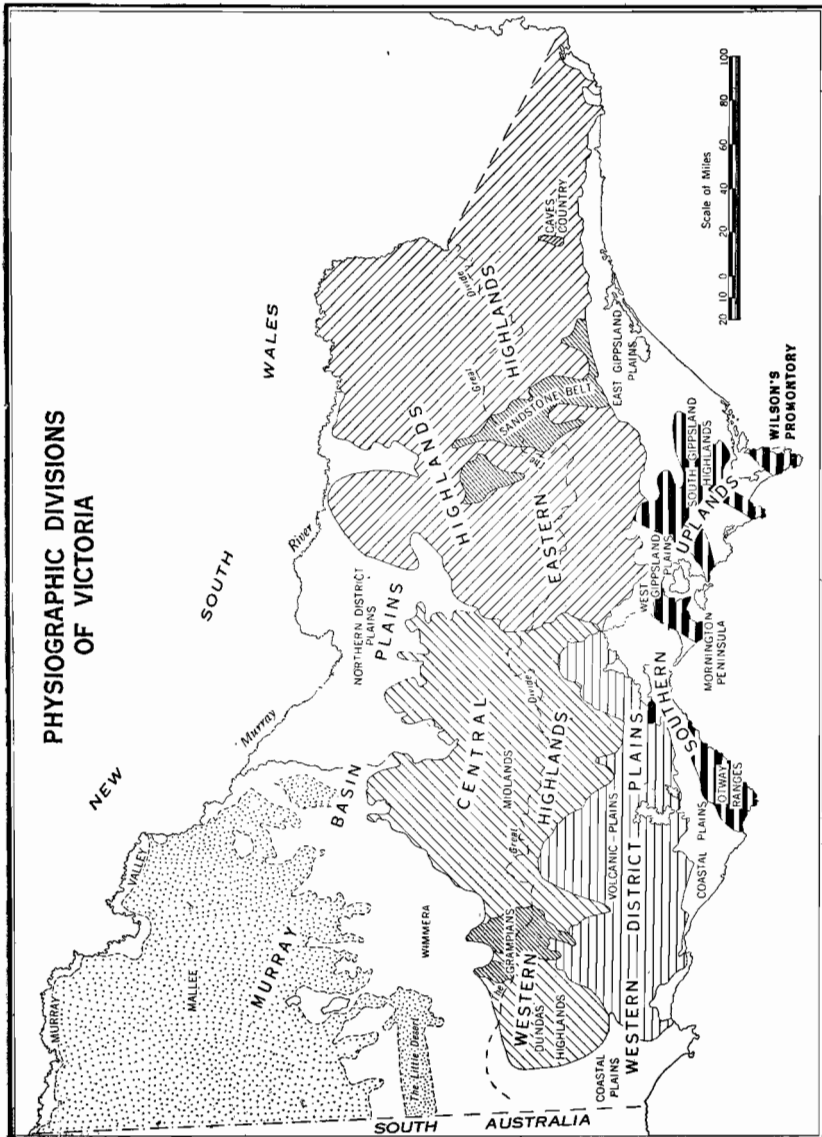 PHYSIOGRAPHIC DIVISIONS
OF VICTORIA
NEW
SOUTH
WALES
MURRAY
VALLEY
MALLEE
MURRAY
BASIN
PLAINS
Murray
River
NORTHERN DISTRICT
PLAINS
WIMMERA
The Little Desert
SOUTH
AUSTRALIA
WESTERN
The GRAMPIANS
DUNDAS
HIGHLANDS
CENTRAL
HIGHLANDS
MIDLANDS
Great
Divide
EASTERN
HIGHLANDS
HIGHLANDS
The
Great
Divide
SANDSTONE BELT
CAVES
COUNTRY
EAST GIPPSLAND
PLAINS
COASTAL
PLAINS
WESTERN DISTRICT PLAINS
VOLCANIC PLAINS
COASTAL PLAINS
OTWAY
RANGES
SOUTHERN
UPLANDS
MORNINGTON
PENINSULA
WEST
GIPPSLAND
PLAINS
SOUTH GIPPSLAND
HIGHLANDS
WILSON'S
PROMONTORY
Scale of Miles
20 10 0 20 40 60 80 100